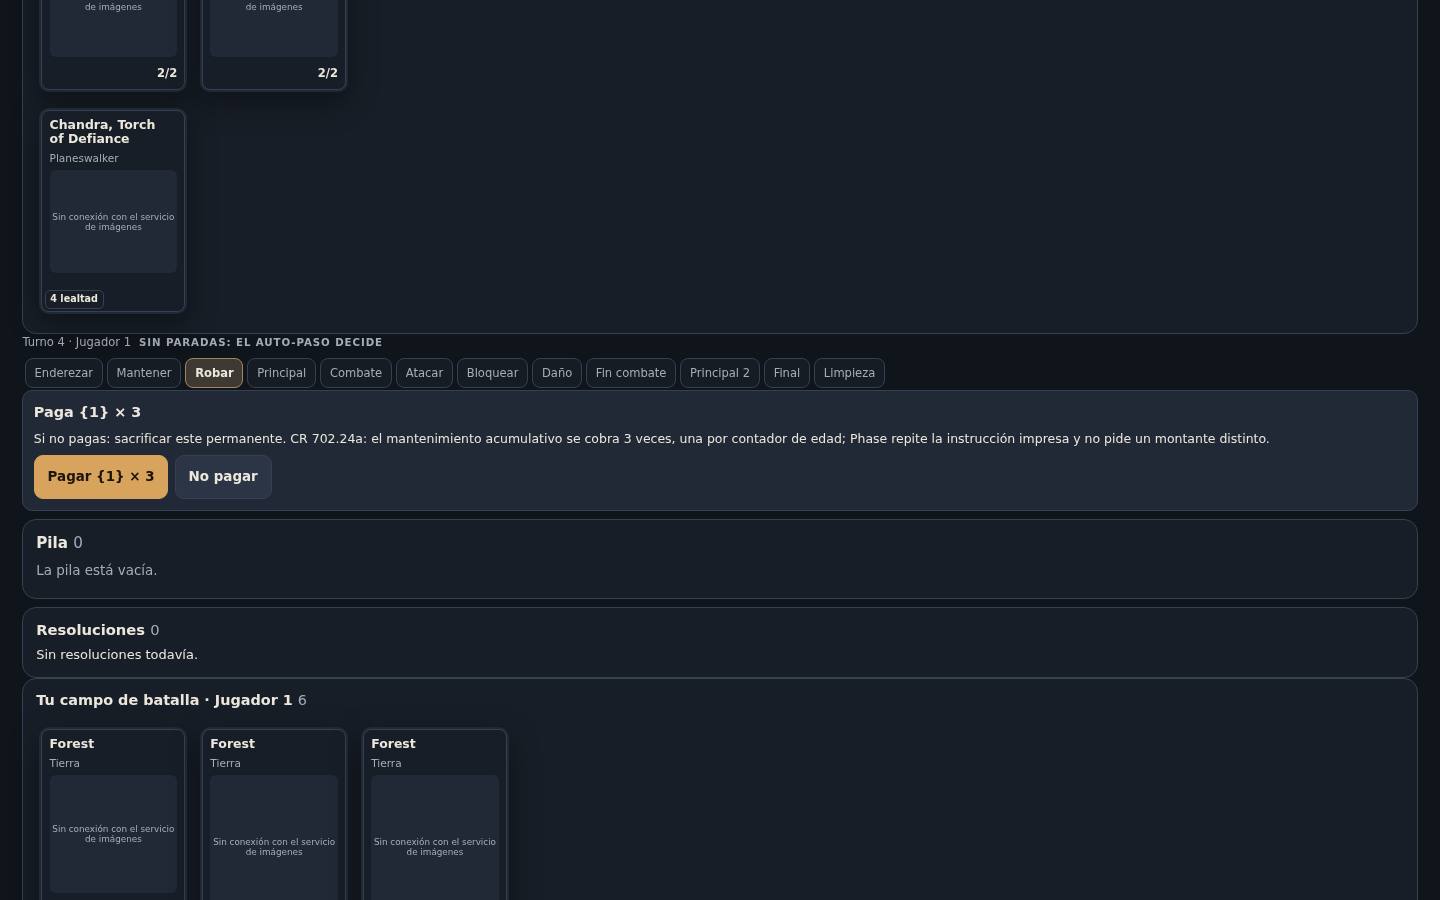 de imágenes
de imágenes
2/2
2/2
Chandra, Torch
of Defiance
Planeswalker
Sin conexión con el servicio
de imágenes
4 lealtad
Turno 4 · Jugador 1 SIN PARADAS: EL AUTO-PASO DECIDE
Enderezar Mantener Robar Principal Combate Atacar Bloquear Daño Fin combate Principal 2 Final Limpieza
Paga {1} × 3
Si no pagas: sacrificar este permanente. CR 702.24a: el mantenimiento acumulativo se cobra 3 veces, una por contador de edad; Phase repite la instrucción impresa y no pide un montante distinto.
Pagar {1} × 3 No pagar
Pila 0
La pila está vacía.
Resoluciones 0
Sin resoluciones todavía.
Tu campo de batalla · Jugador 1 6
Forest
Tierra
Sin conexión con el servicio
de imágenes
Forest
Tierra
Sin conexión con el servicio
de imágenes
Forest
Tierra
Sin conexión con el servicio
de imágenes